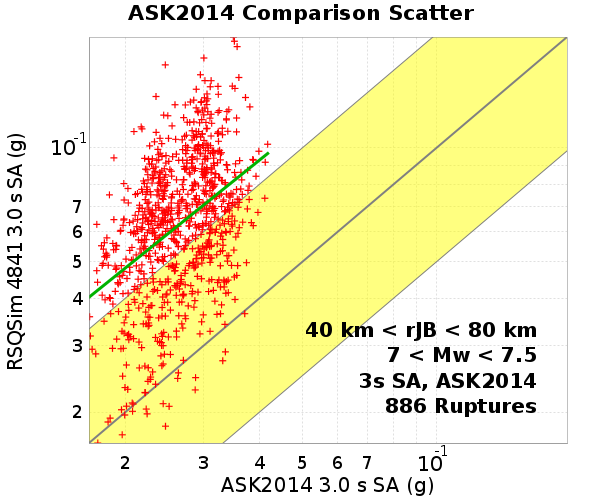 ASK2014 Comparison Scatter
RSQSim 4841 3.0 s SA (g)
10-1
7
6
5
4
3
2
40 km < rJB < 80 km
7 < Mw < 7.5
3s SA, ASK2014
886 Ruptures
2 3 4 5 6 7 10-1
ASK2014 3.0 s SA (g)